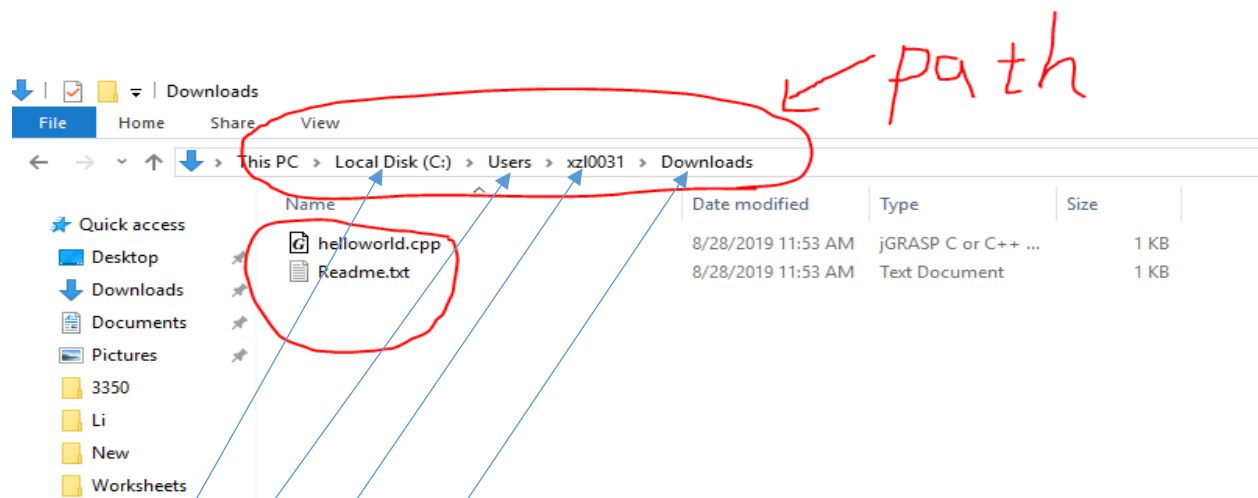 path
Downloads
File Home Share View
This PC > Local Disk (C:) > Users > xzl0031 > Downloads
Name Date modified Type Size
Quick access
helloworld.cpp 8/28/2019 11:53 AM jGRASP C or C++ ... 1 KB
Desktop
Readme.txt 8/28/2019 11:53 AM Text Document 1 KB
Downloads
Documents
Pictures
3350
Li
New
Worksheets